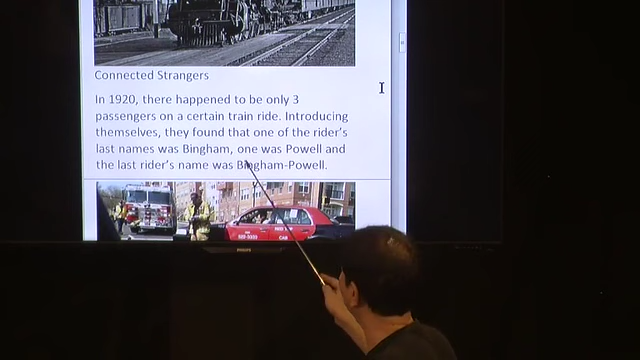 Connected Strangers
In 1920, there happened to be only 3
passengers on a certain train ride. Introducing
themselves, they found that one of the rider's
last names was Bingham, one was Powell and
the last rider's name was Bingham-Powell.
PHILIPS